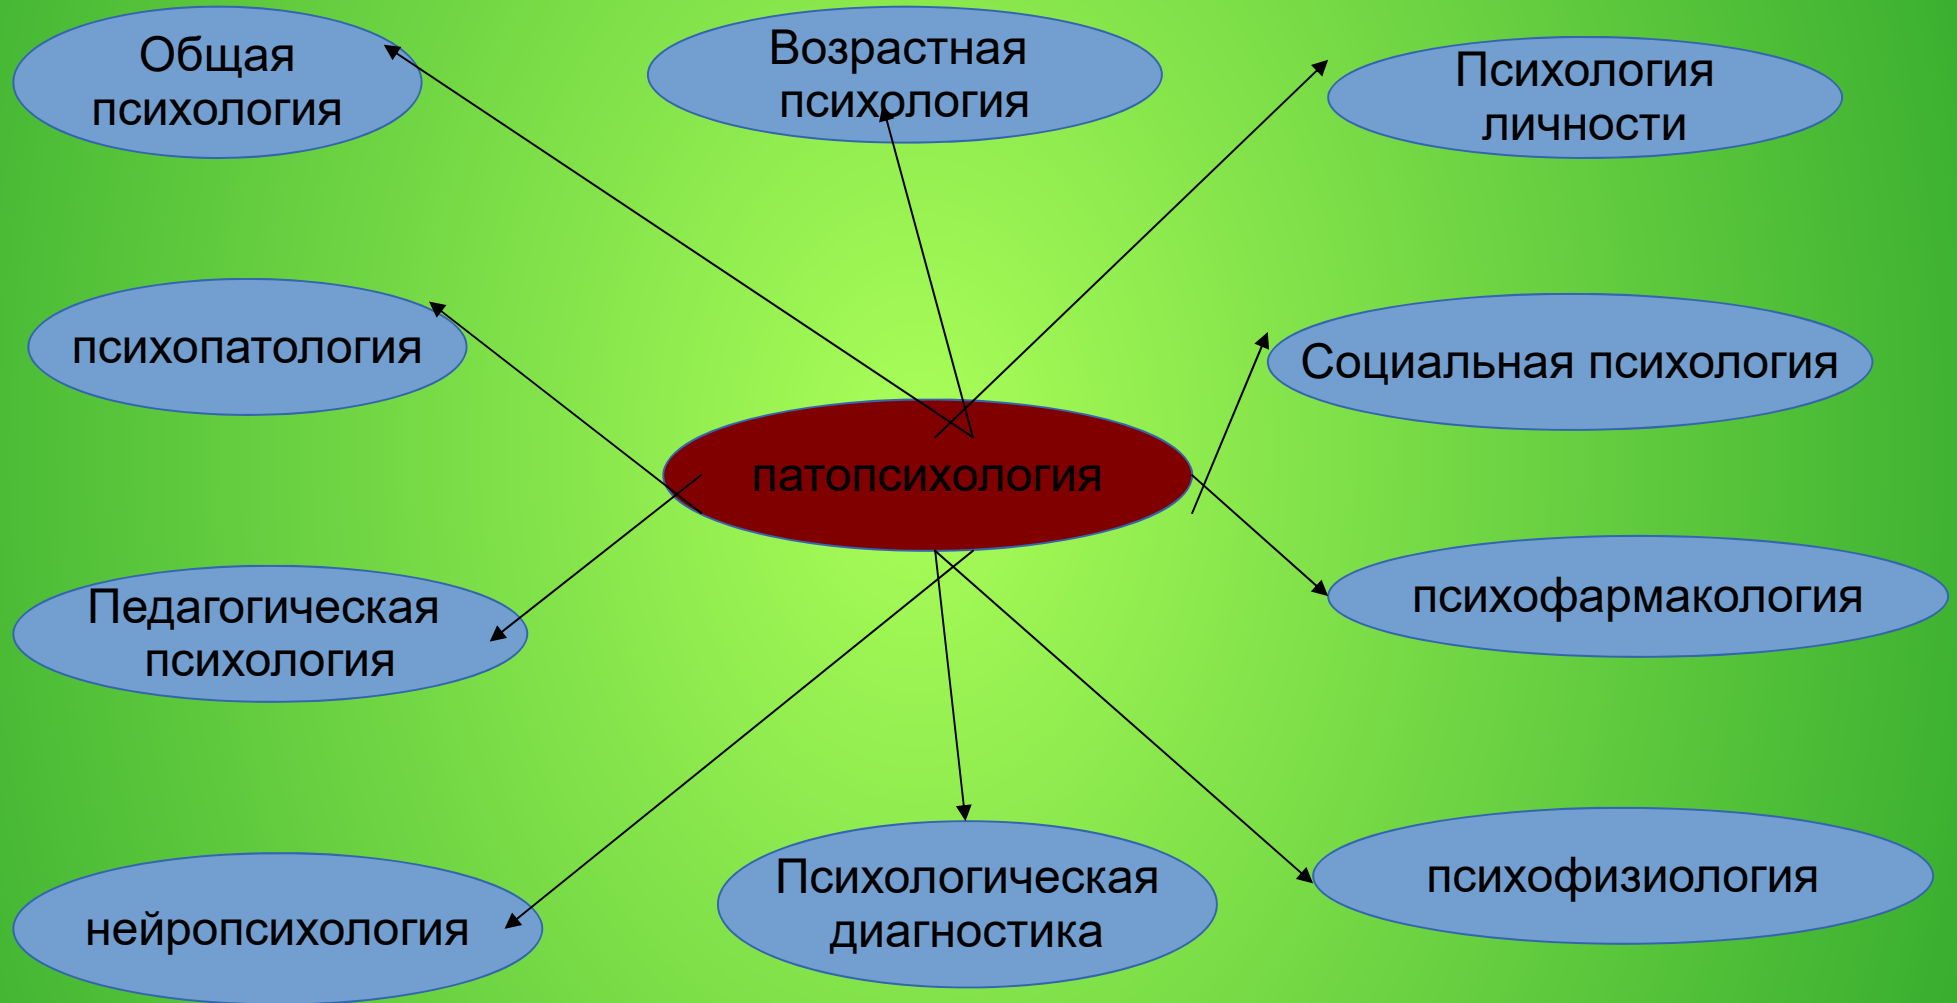 Общая
психология
Возрастная
психология
Психология
личности
психопатология
Социальная психология
патопсихология
Педагогическая
психология
психофармакология
нейропсихология
Психологическая
диагностика
психофизиология